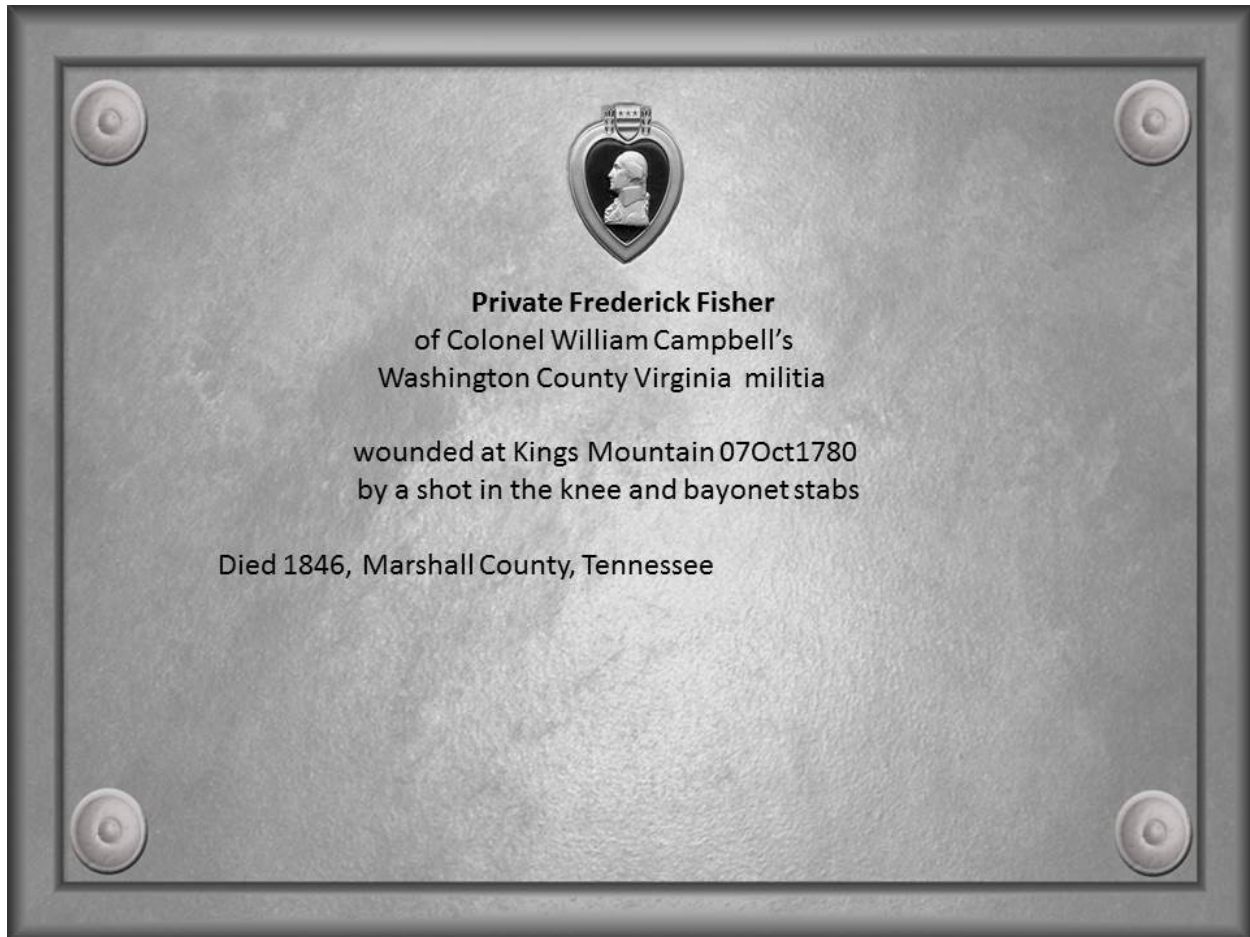 Private Frederick Fisher
of Colonel William Campbell’s
Washington County Virginia militia
wounded at Kings Mountain 07Oct1780
by a shot in the knee and bayonet stabs
Died 1846, Marshall County, Tennessee